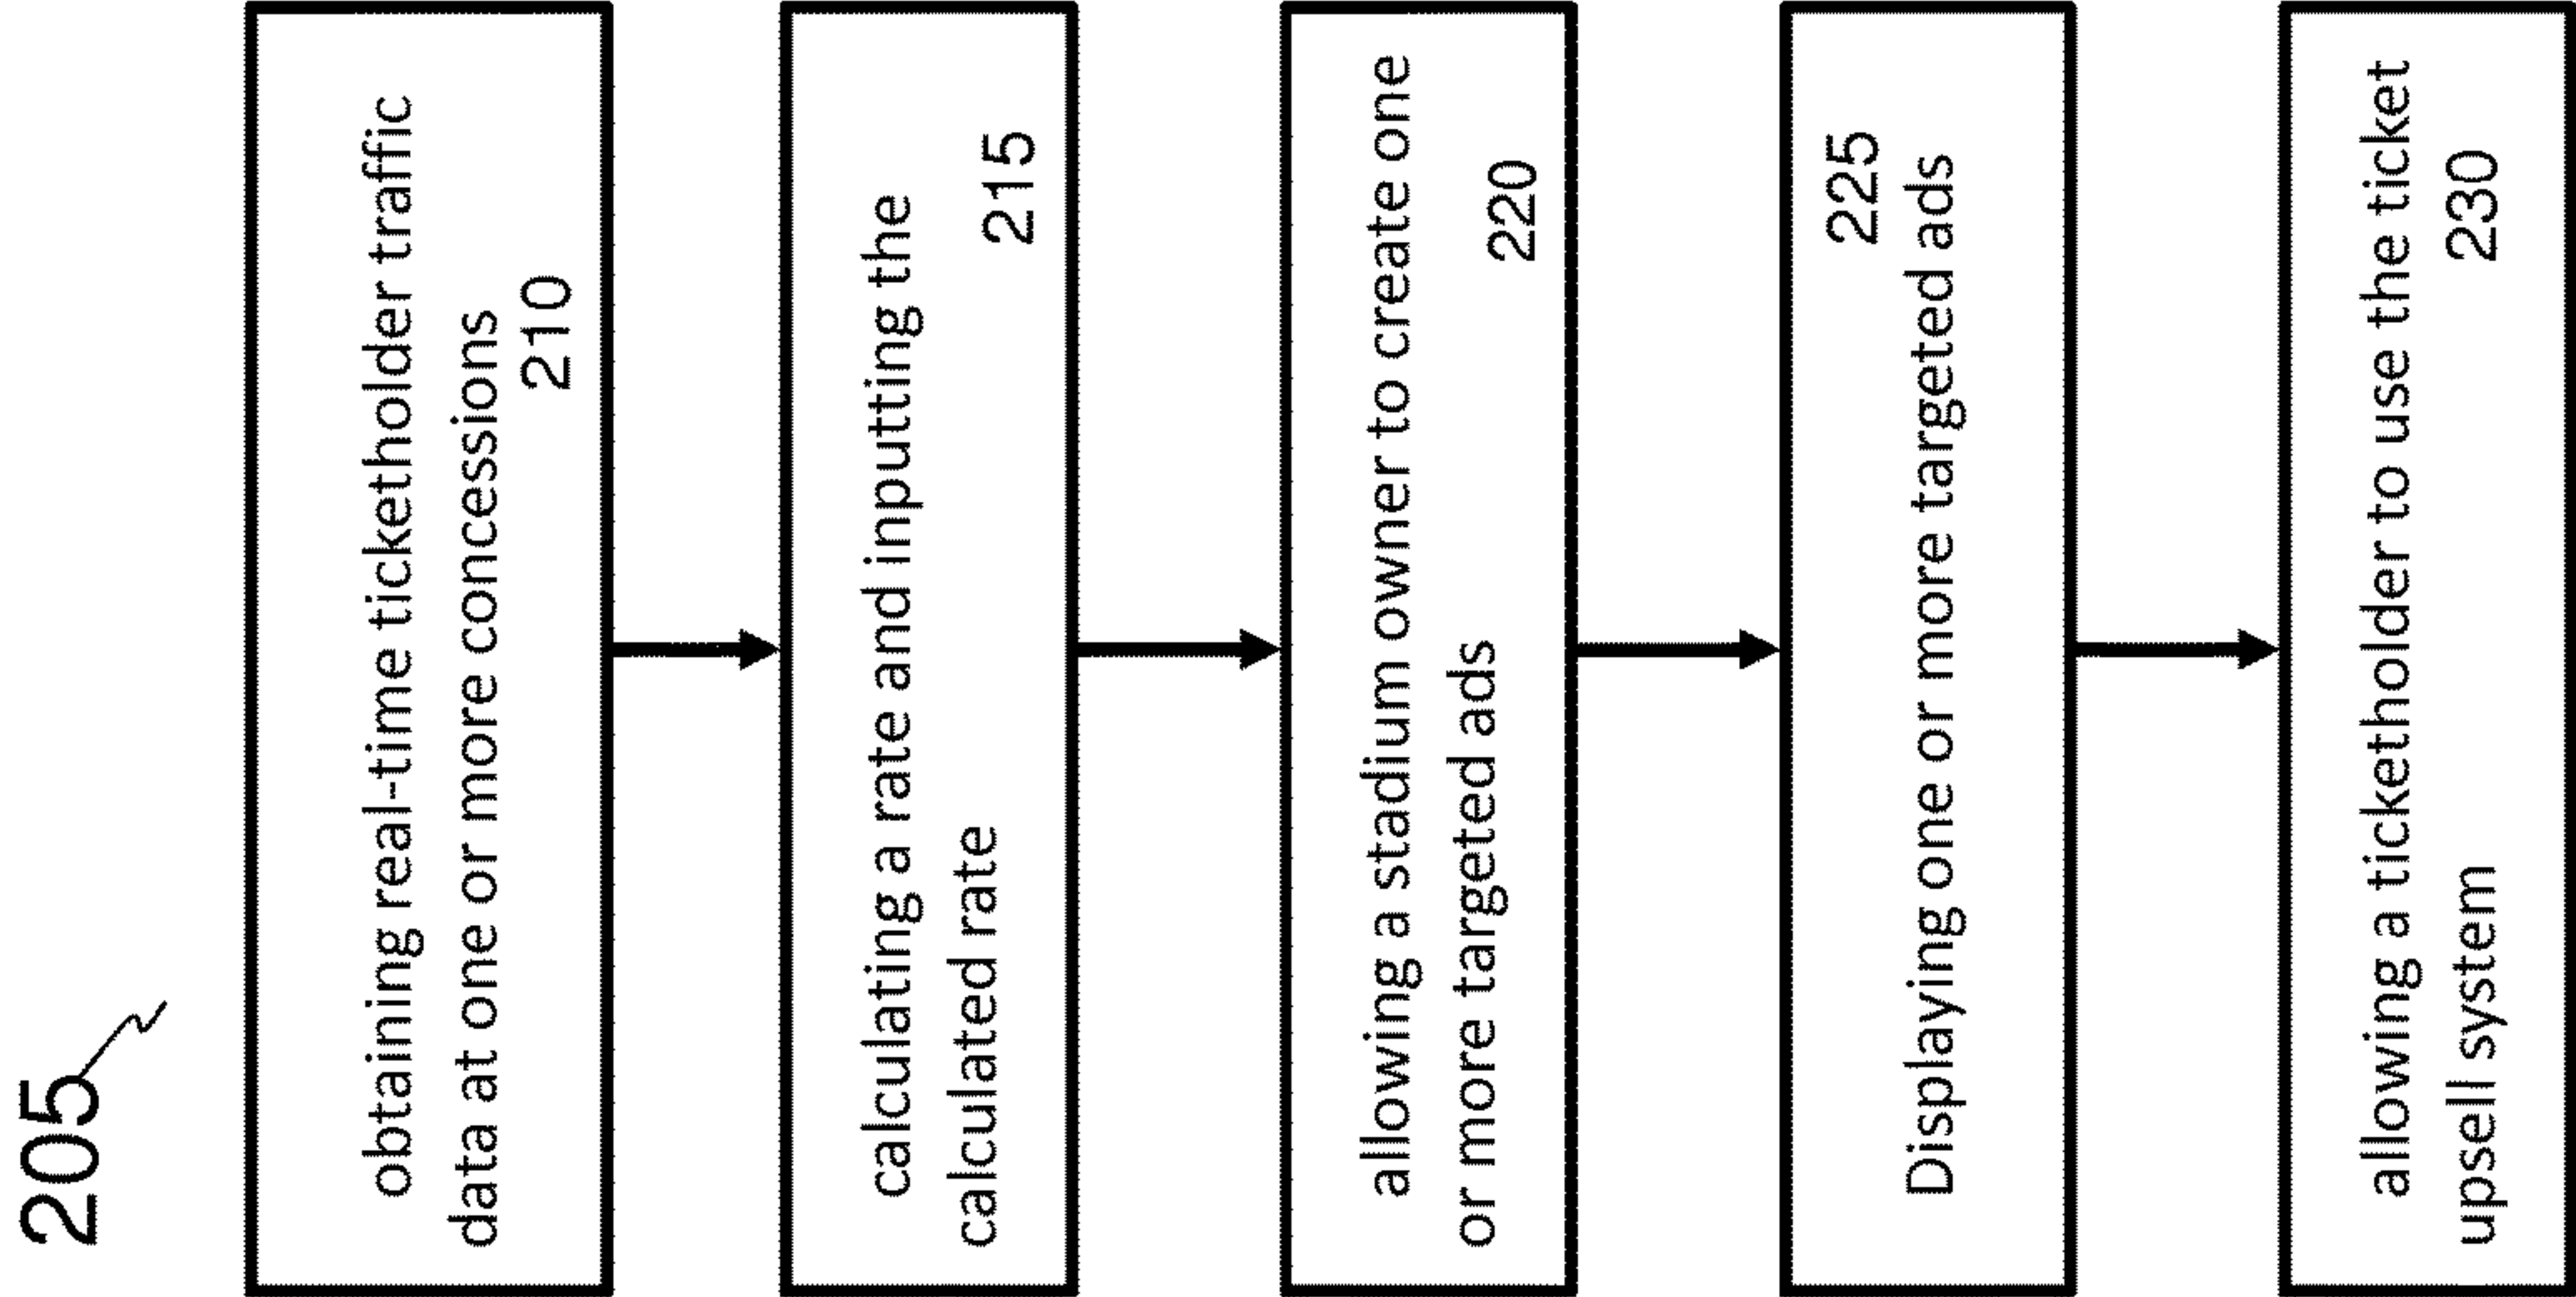 205
obtaining real-time ticketholder traffic
data at one or more concessions
210
calculating a rate and inputting the
calculated rate
215
allowing a stadium owner to create one
or more targeted ads
220
225
Displaying one or more targeted ads
allowing a ticketholder to use the ticket
upsell system
230